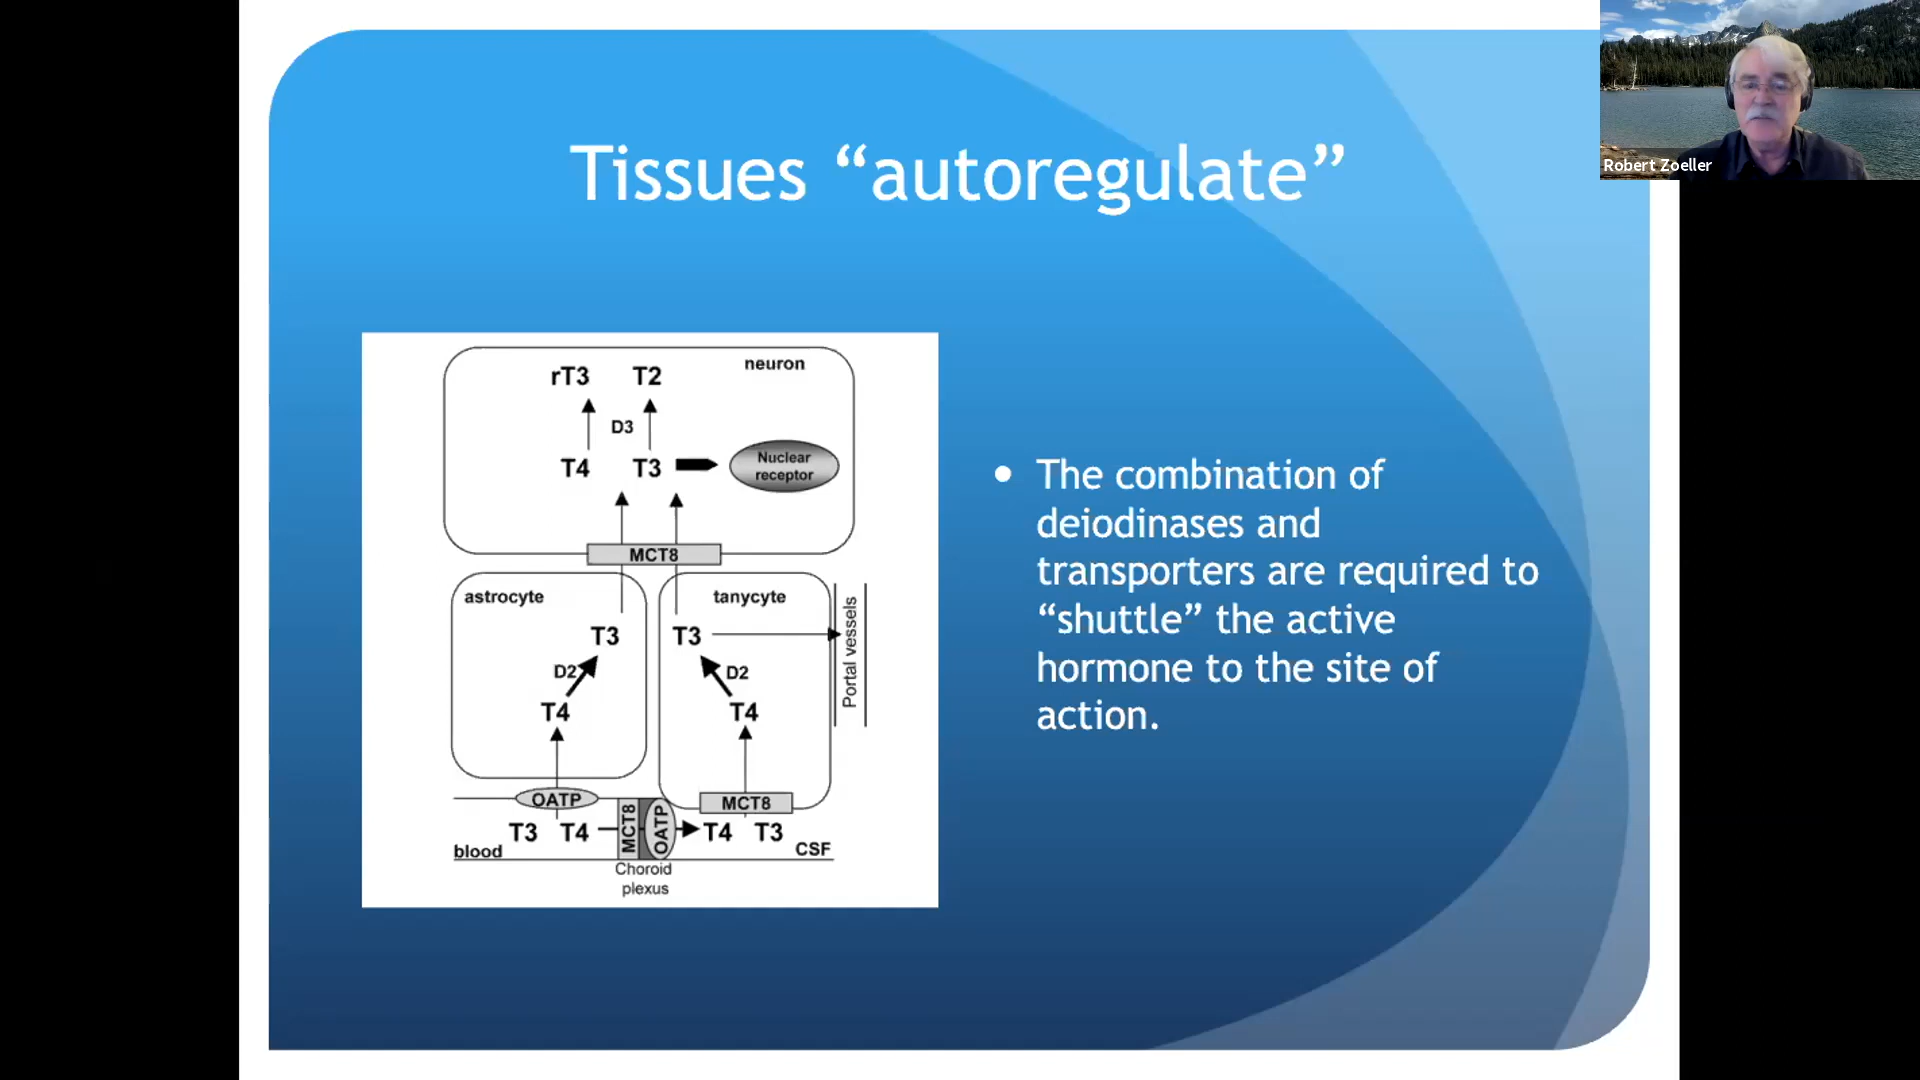 Tissues “autoregulate”
Robert Zoeller
neuron
rT3 T2
D3
T4 T3
Nuclear
receptor
MCT8
astrocyte
tanycyte
T3
T3
Portal vessels
D2
D2
T4
T4
OATP
MCT8
T3 T4
MCT8
OATP
T4 T3
blood
CSF
Choroid
plexus
• The combination of
deiodinases and
transporters are required to
“shuttle” the active
hormone to the site of
action.